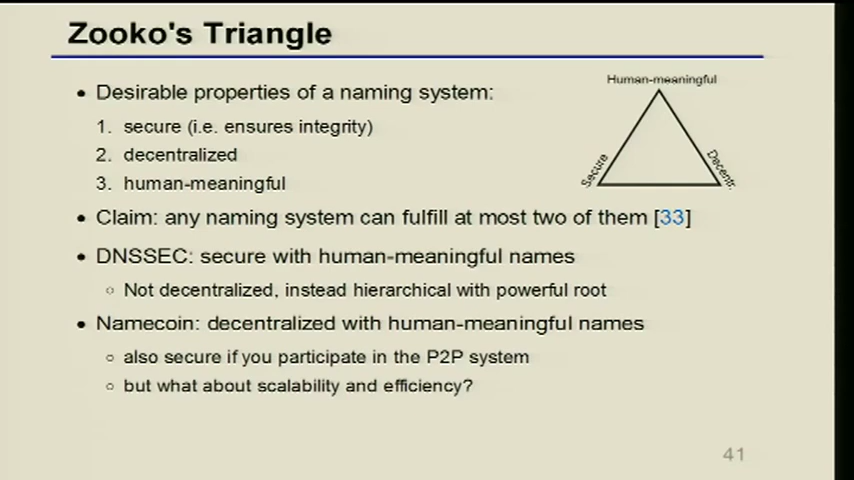 Zooko's Triangle
• Desirable properties of a naming system:
1. secure (i.e. ensures integrity)
2. decentralized
3. human-meaningful
Human-meaningful
Secure
Decentr.
• Claim: any naming system can fulfill at most two of them [33]
• DNSSEC: secure with human-meaningful names
○ Not decentralized, instead hierarchical with powerful root
• Namecoin: decentralized with human-meaningful names
○ also secure if you participate in the P2P system
○ but what about scalability and efficiency?
41